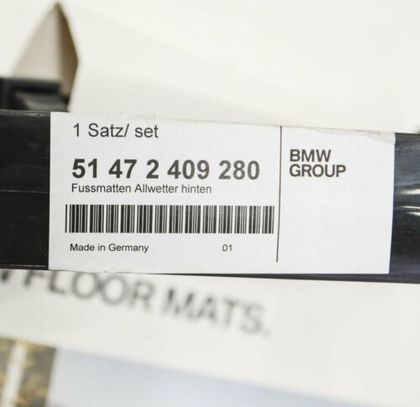 1 Satz/ set
51 47 2 409 280
Fussmatten Allwetter hinten
Made in Germany 01
BMW
GROUP
FLOOR MATS.